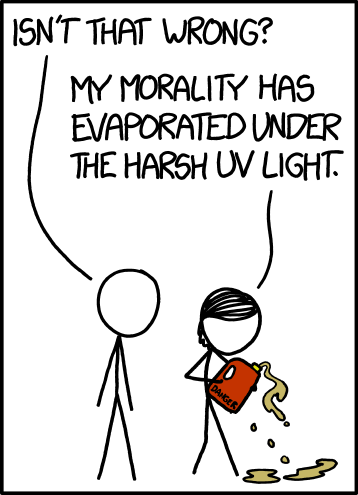 ISN'T THAT WRONG?
MY MORALITY HAS
EVAPORATED UNDER
THE HARSH UV LIGHT.
DANGER